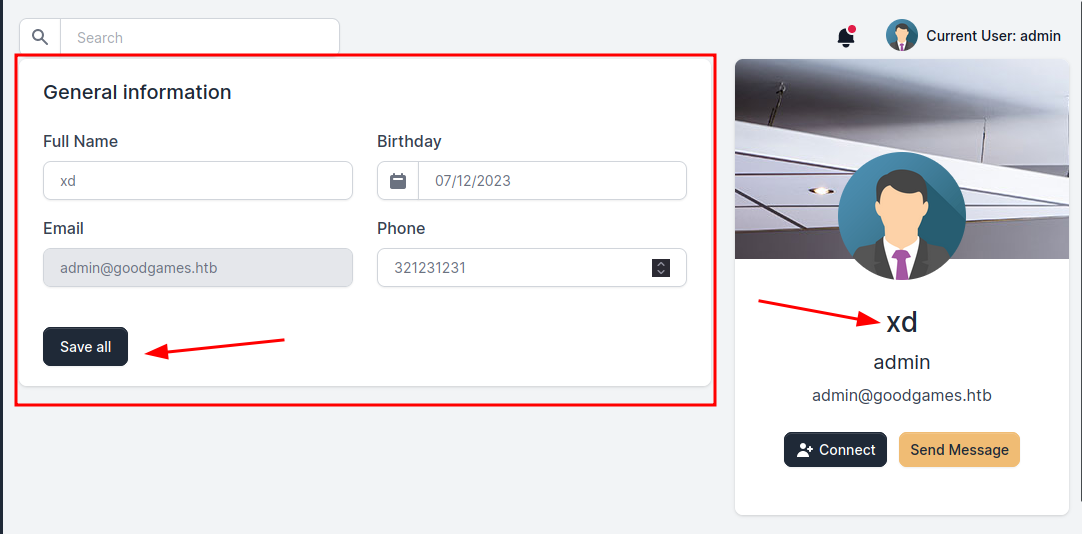 Search
Current User: admin
General information
Full Name
Birthday
xd
07/12/2023
Email
Phone
admin@goodgames.htb
321231231
Save all
xd
admin
admin@goodgames.htb
Connect
Send Message